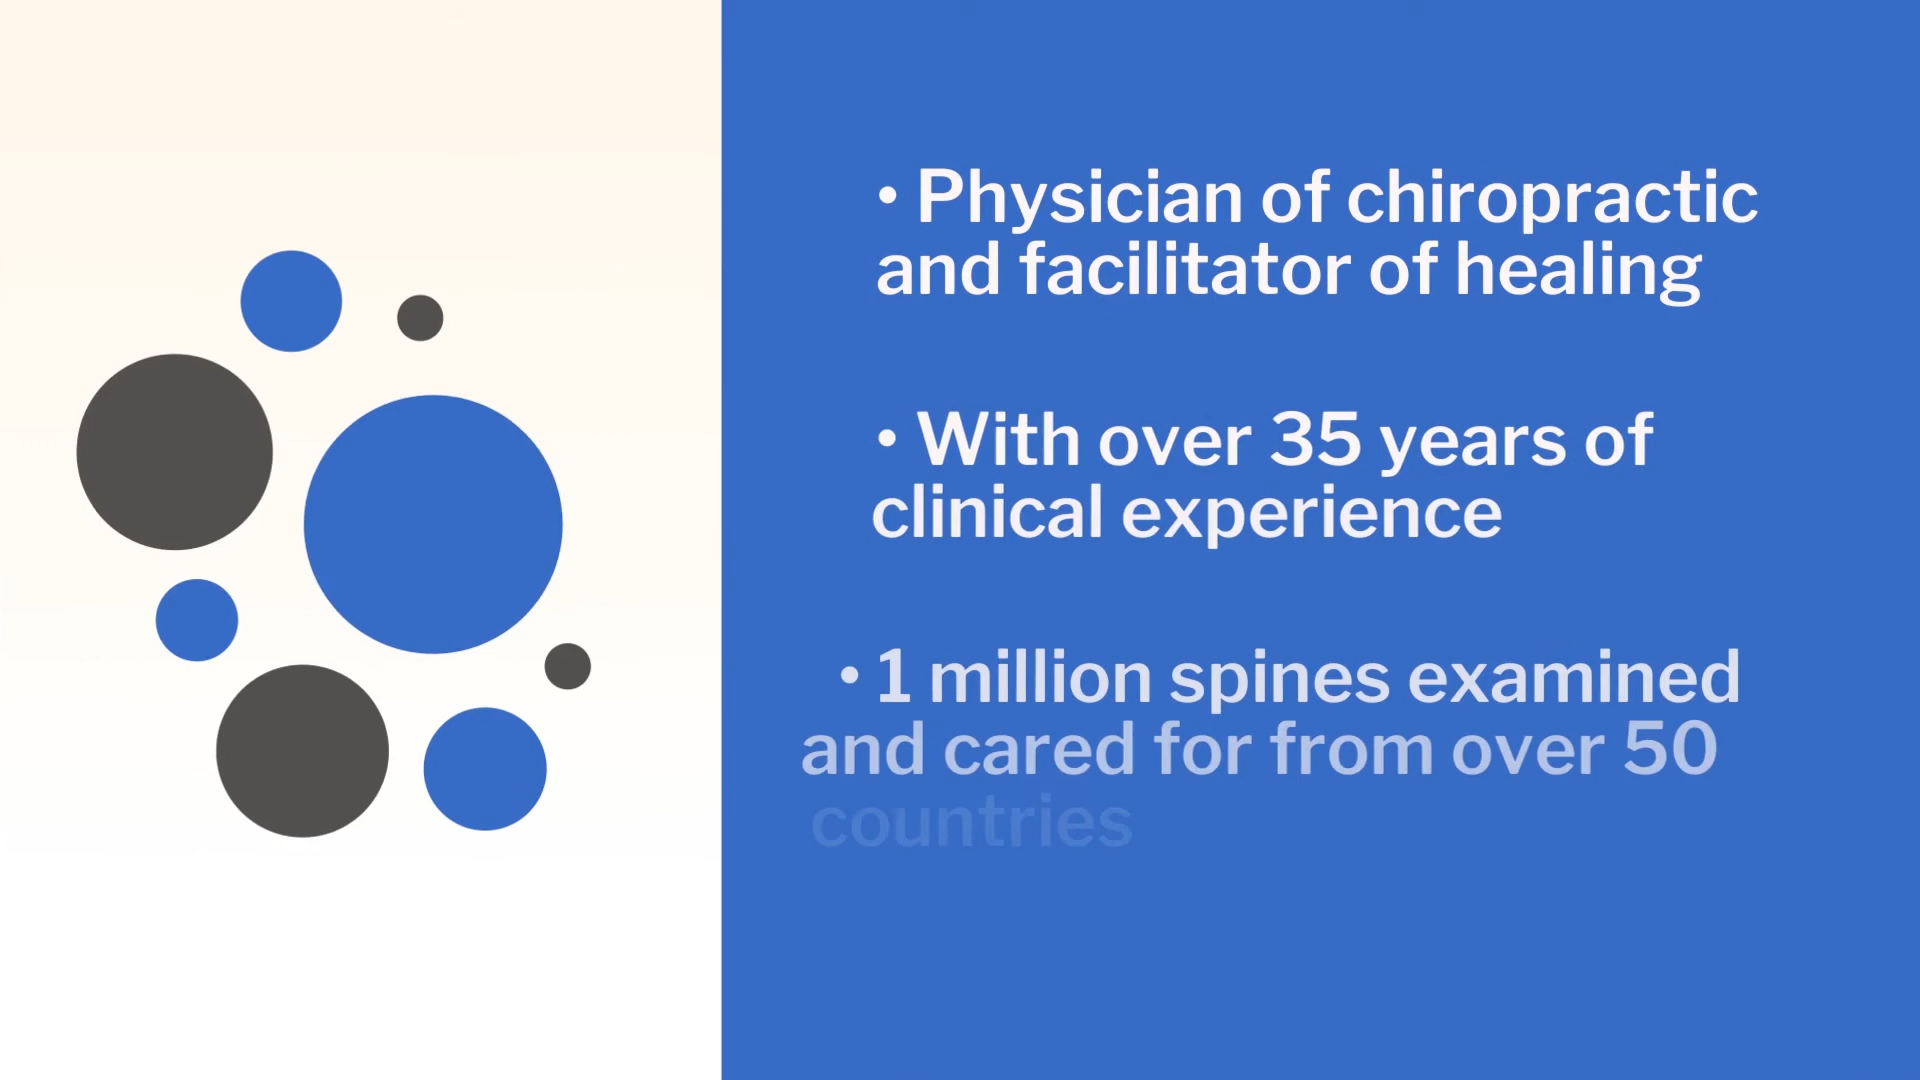 • Physician of chiropractic
and facilitator of healing
• With over 35 years of
clinical experience
• 1 million spines examined
and cared for from over 50
countries